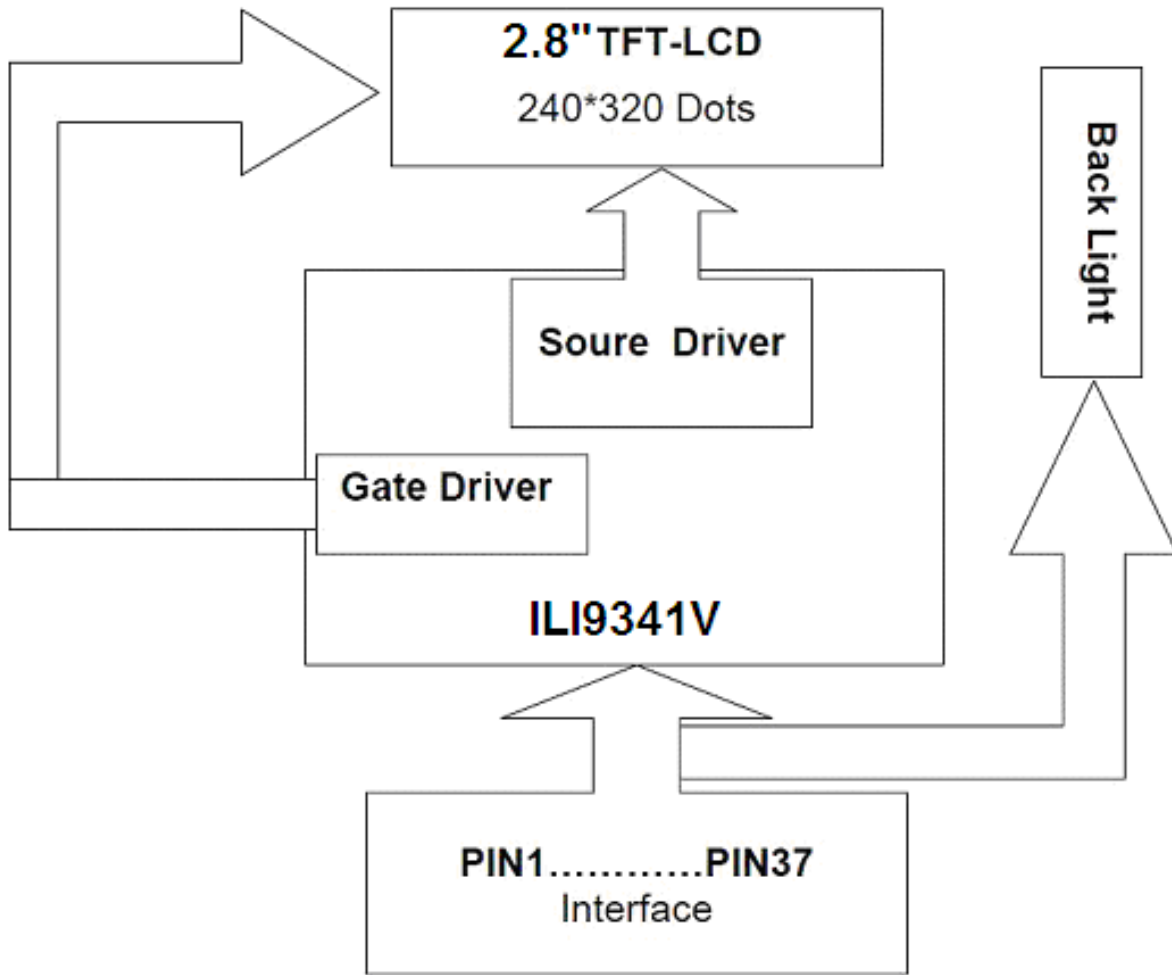 2.8" TFT-LCD
240*320 Dots
Back Light
Soure Driver
Gate Driver
ILI9341V
PIN1............PIN37
Interface